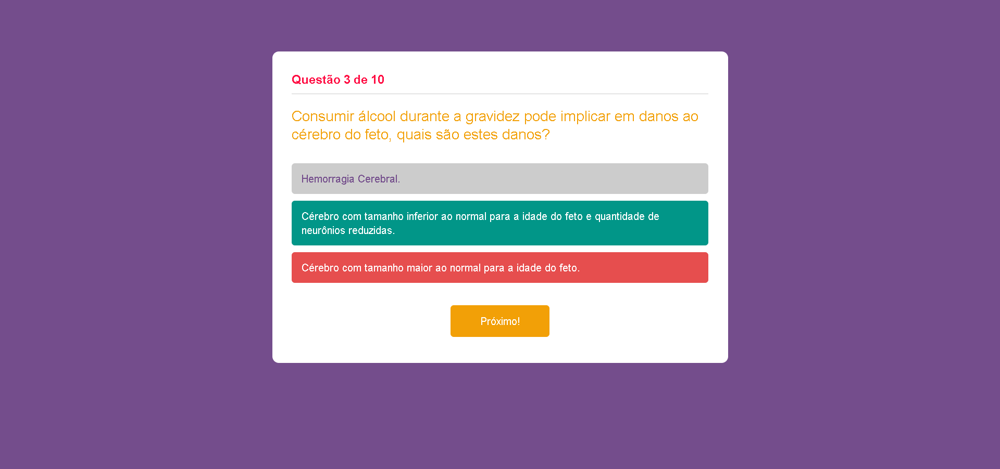 Questão 3 de 10
Consumir álcool durante a gravidez pode implicar em danos ao
cérebro do feto, quais são estes danos?
Hemorragia Cerebral.
Cérebro com tamanho inferior ao normal para a idade do feto e quantidade de
neurônios reduzidas.
Cérebro com tamanho maior ao normal para a idade do feto.
Próximo!